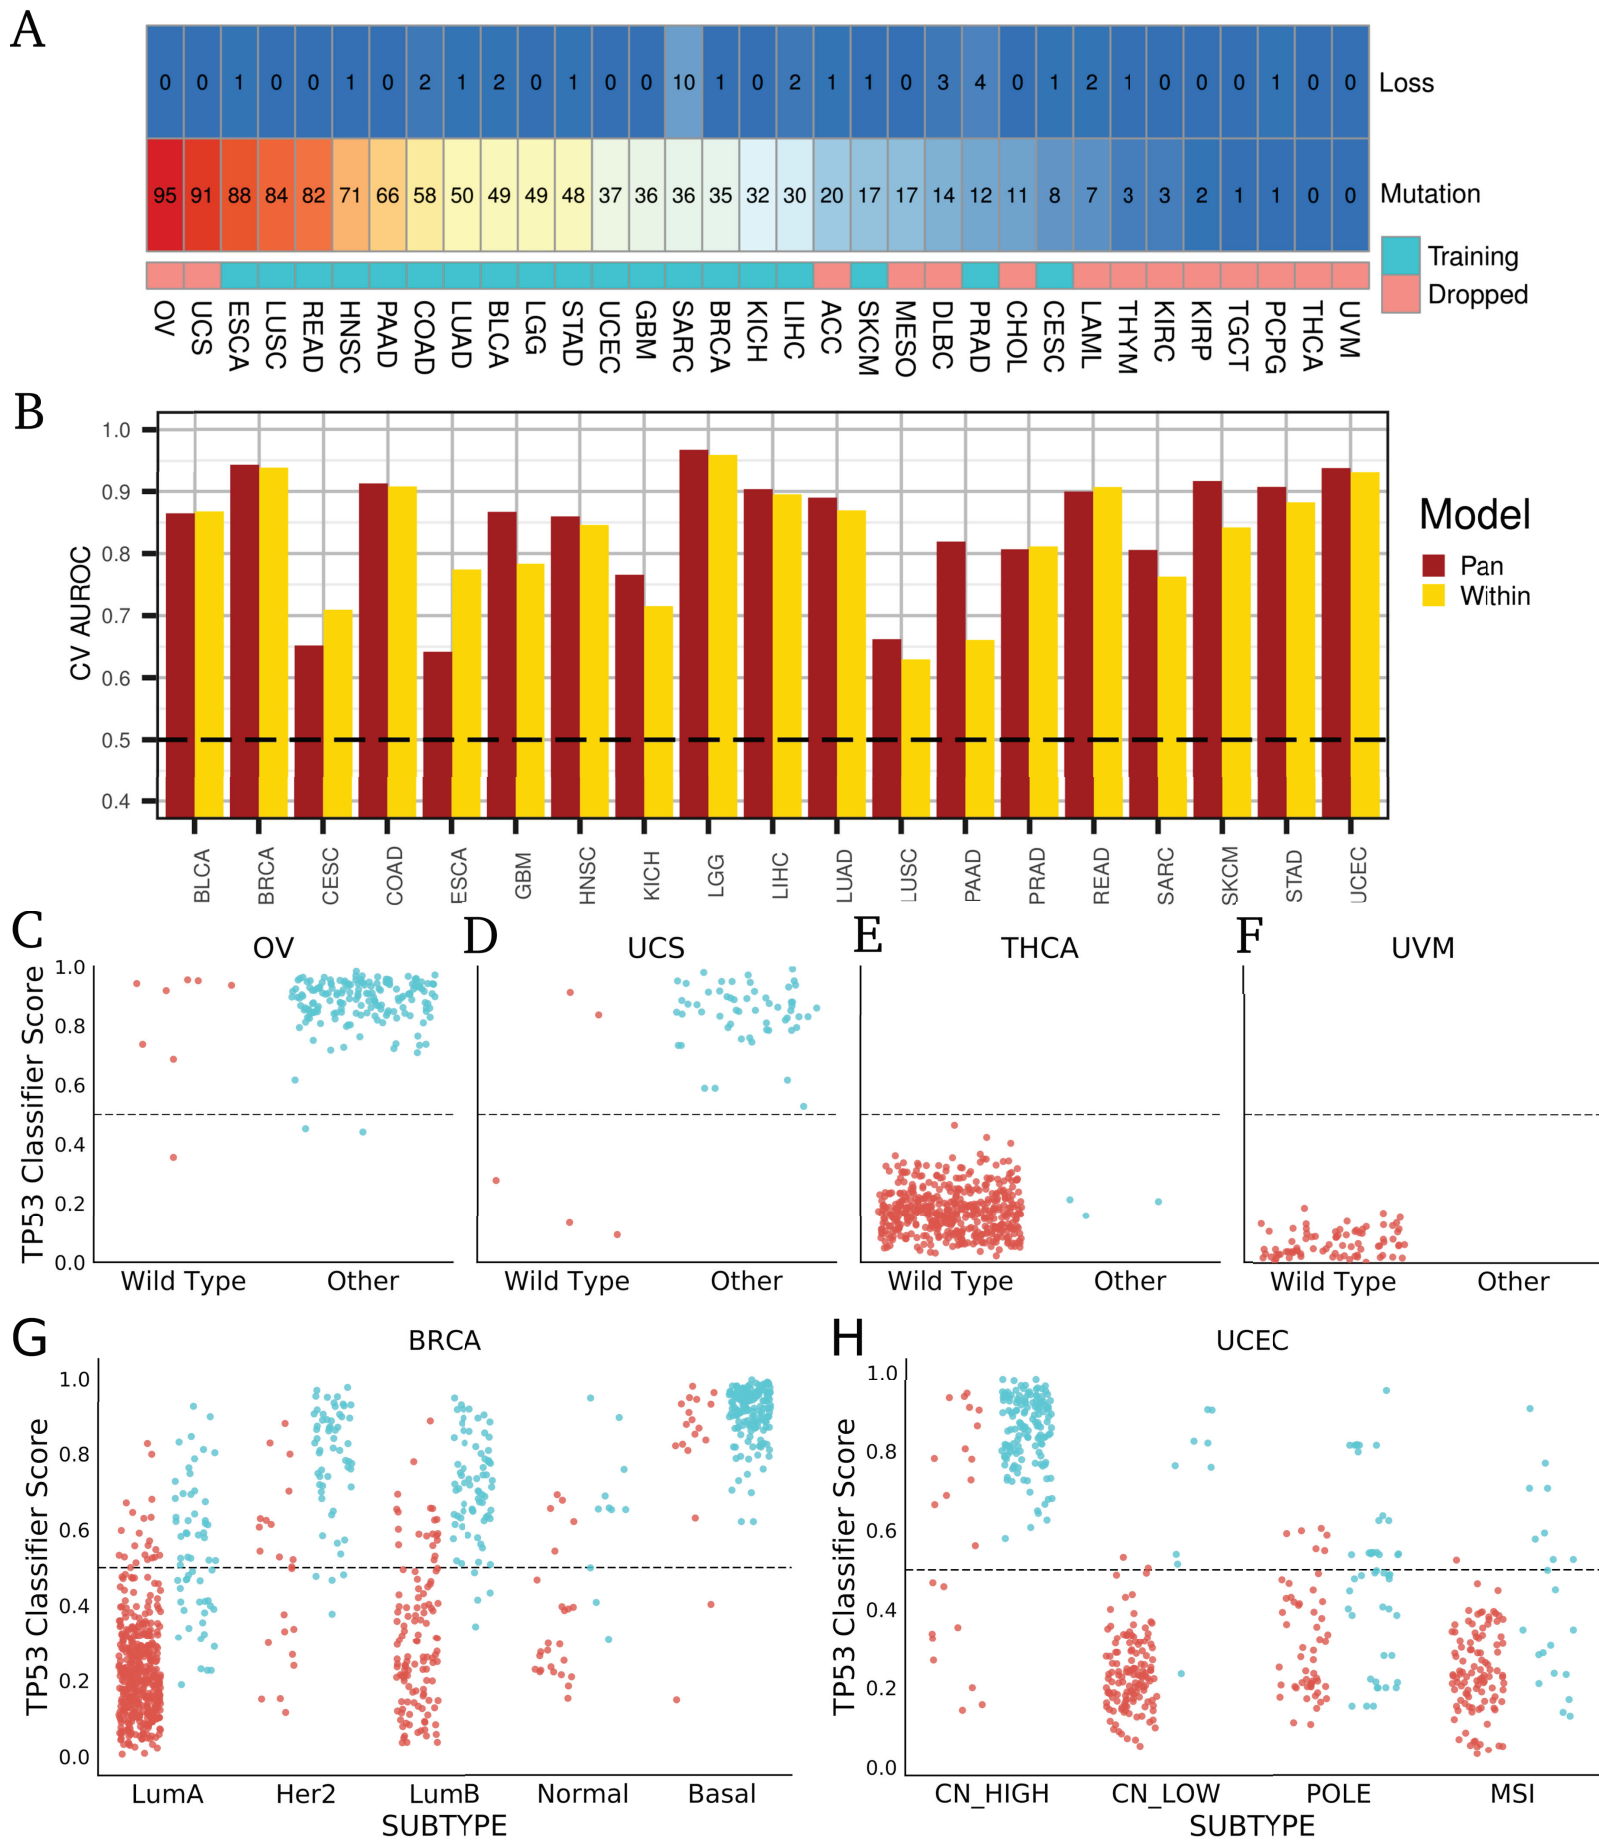 A
0 0 1 0 0 1 0 2 1 2 0 1 0 0 10 1 0 2 1 1 0 3 4 0 1 2 1 0 0 0 1 0 0 Loss
95 91 88 84 82 71 66 58 50 49 49 48 37 36 36 35 32 30 20 17 17 14 12 11 8 7 3 3 2 1 1 0 0 Mutation
Training
Dropped
OV UCS ESCA LUSC READ HNSC PAAD COAD LUAD BLCA LGG STAD UCEC GBM SARC BRCA KICH LIHC ACC SKCM MESO DLBC PRAD CHOL CESC LAML THYM KIRC KIRP TGCT PCPG THCA UVM
B
CV AUROC
1.0
0.9
0.8
0.7
0.6
0.5
0.4
Model
Pan
Within
BLCA BRCA CESC COAD ESCA GBM HNSC KICH LGG LIHC LUAD LUSC PAAD PRAD READ SARC SKCM STAD UCEC
C
OV
TP53 Classifier Score
1.0
0.8
0.6
0.4
0.2
0.0
Wild Type Other
D
UCS
Wild Type Other
E
THCA
Wild Type Other
F
UVM
Wild Type Other
G
BRCA
TP53 Classifier Score
1.0
0.8
0.6
0.4
0.2
0.0
LumA Her2 LumB Normal Basal
SUBTYPE
H
UCEC
TP53 Classifier Score
1.0
0.8
0.6
0.4
0.2
0.0
CN_HIGH CN_LOW POLE MSI
SUBTYPE